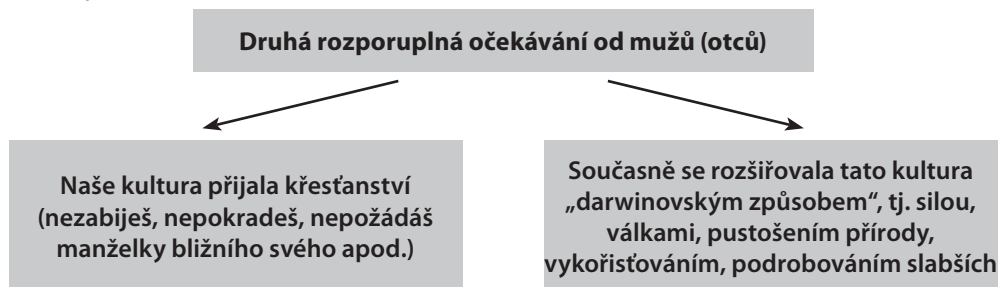 Druhá rozporuplná očekávání od mužů (otců)
Naše kultura přijala křesťanství
(nezabiješ, nepokradeš, nepožádáš
manželky bližního svého apod.)
Současně se rozšiřovala tato kultura
„darwinovským způsobem“, tj. silou,
válkami, pustošením přírody,
vykořisťováním, podrobováním slabších